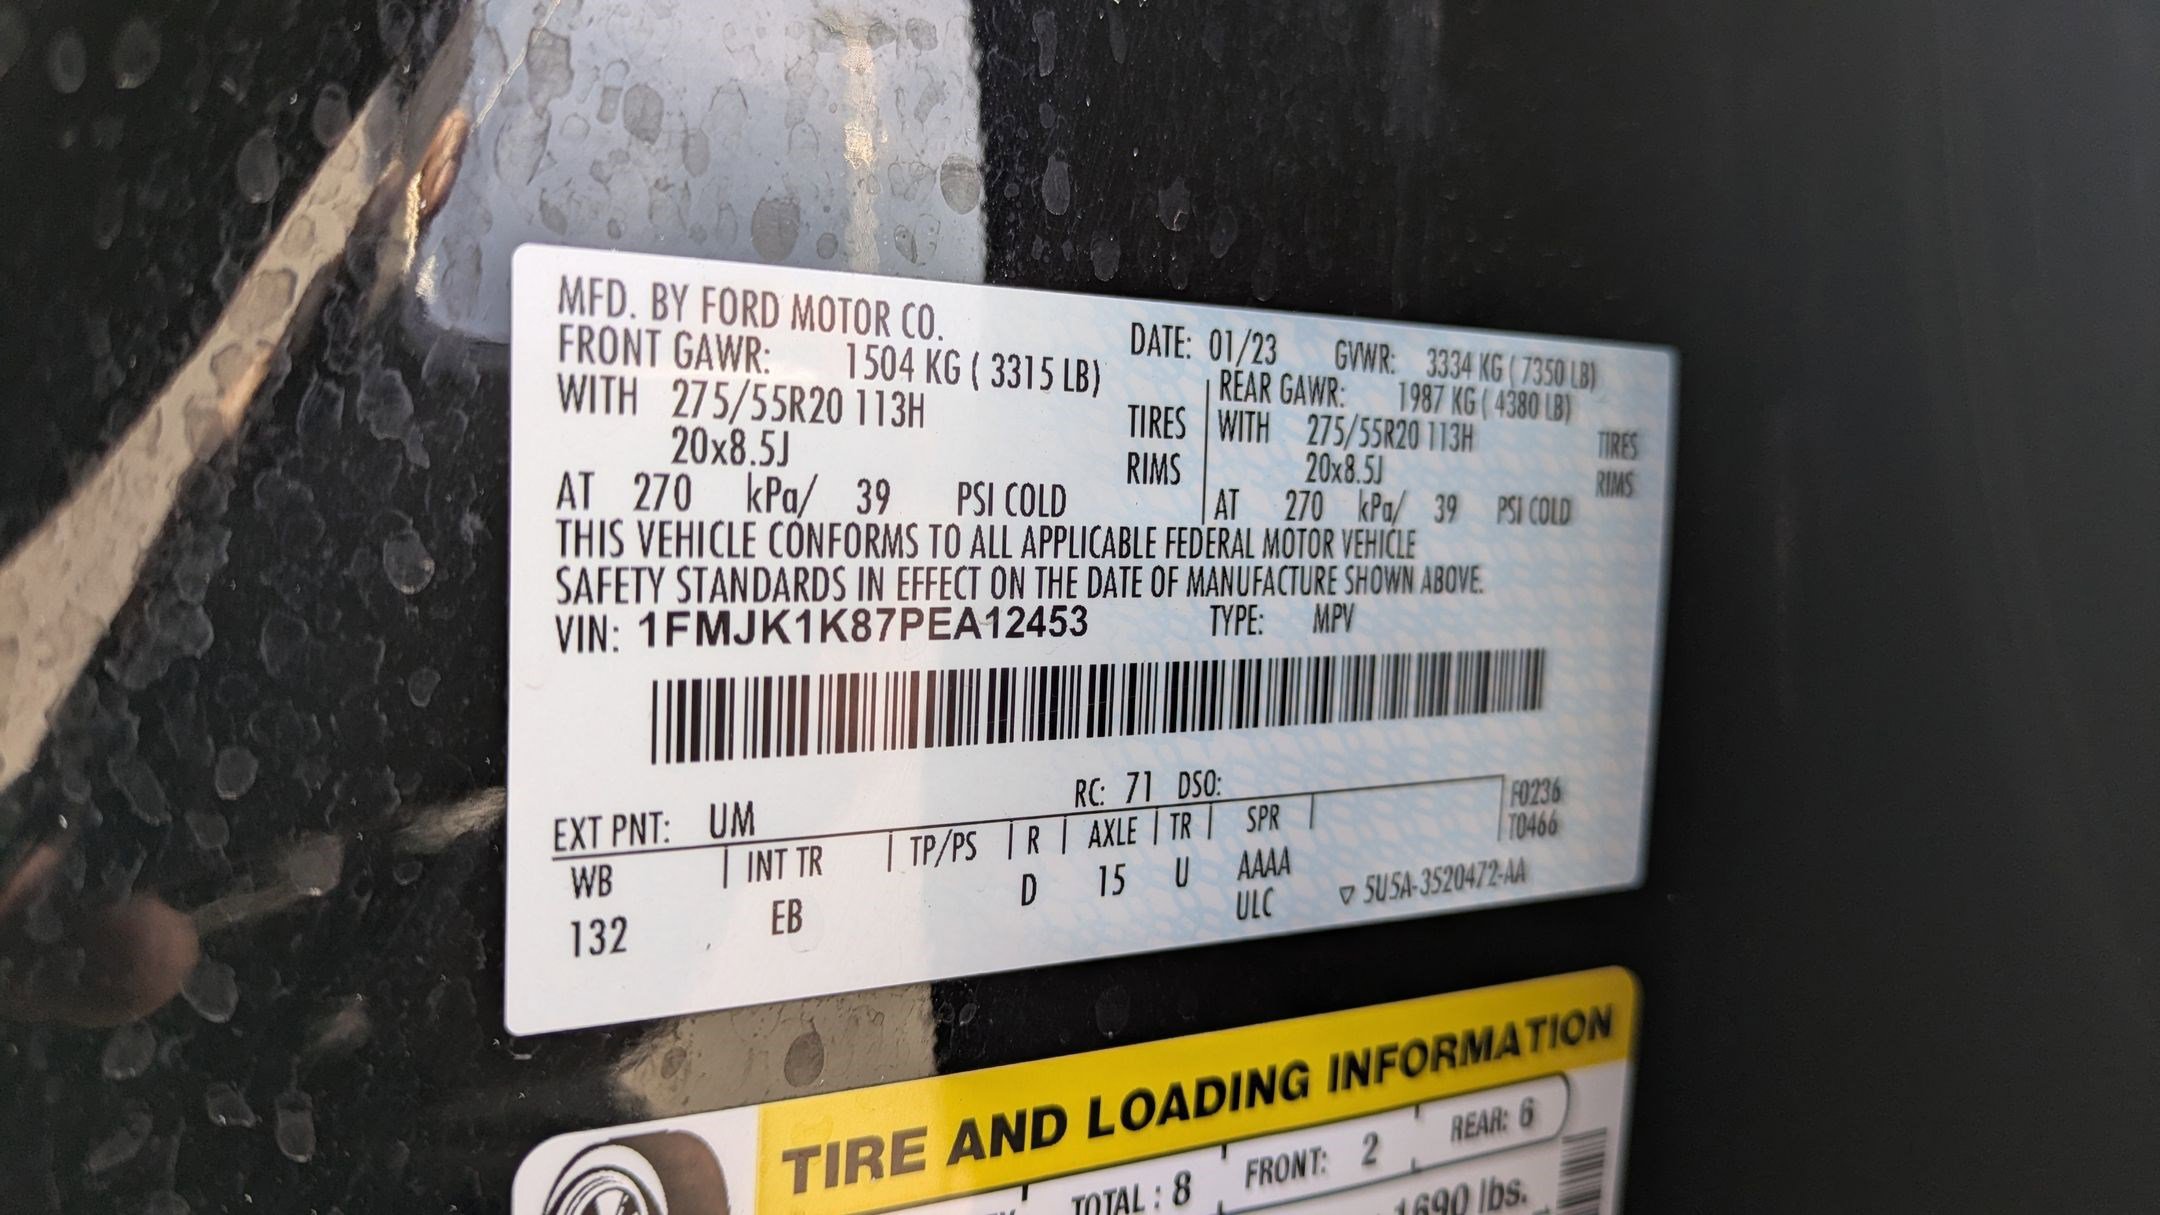 MFD. BY FORD MOTOR CO.
DATE: 01/23 GVWR: 3334 KG ( 7350 LB)
FRONT GAWR: 1504 KG ( 3315 LB) REAR GAWR: 1987 KG ( 4380 LB)
WITH 275/55R20 113H TIRES WITH 275/55R20 113H TIRES
20x8.5J RIMS 20x8.5J RIMS
AT 270 kPa/ 39 PSI COLD AT 270 kPa/ 39 PSI COLD
THIS VEHICLE CONFORMS TO ALL APPLICABLE FEDERAL MOTOR VEHICLE
SAFETY STANDARDS IN EFFECT ON THE DATE OF MANUFACTURE SHOWN ABOVE.
VIN: 1FMJK1K87PEA12453 TYPE: MPV
EXT PNT: UM RC: 71 DSO: F0236
WB INT TR TP/PS R AXLE TR SPR T0466
132 EB D 15 U AAAA
ULC ▽ 5U5A-3520472-AA
TIRE AND LOADING INFORMATION
TOTAL : 8 FRONT: 2 REAR: 6
1690 lbs.